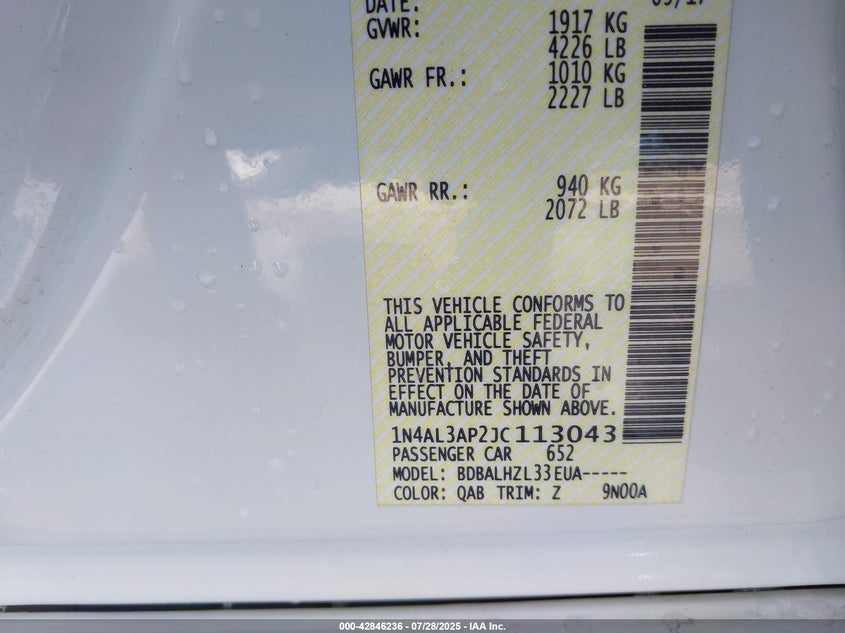 DATE: 09/17
GVWR: 1917 KG
4226 LB
GAWR FR.: 1010 KG
2227 LB
GAWR RR.: 940 KG
2072 LB
THIS VEHICLE CONFORMS TO
ALL APPLICABLE FEDERAL
MOTOR VEHICLE SAFETY,
BUMPER, AND THEFT
PREVENTION STANDARDS IN
EFFECT ON THE DATE OF
MANUFACTURE SHOWN ABOVE.
1N4AL3AP2JC113043
PASSENGER CAR 652
MODEL: BDBALHZL33EUA-----
COLOR: QAB TRIM: Z 9N00A
000-42846236 - 07/28/2025 - IAA Inc.